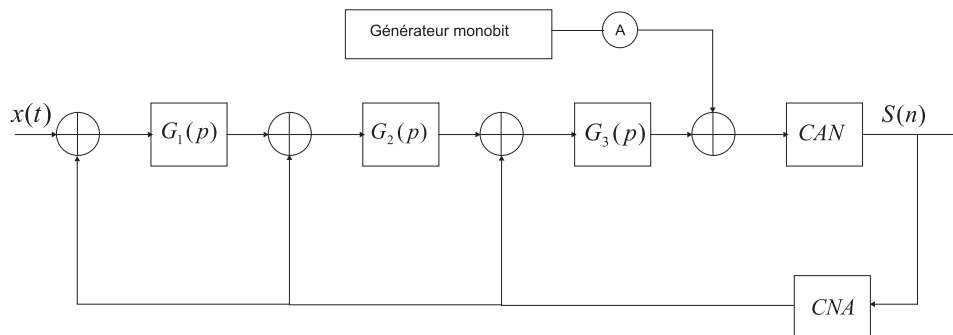 Générateur monobit
A
x(t)
G₁(p)
G₂(p)
G₃(p)
CAN
S(n)
CNA